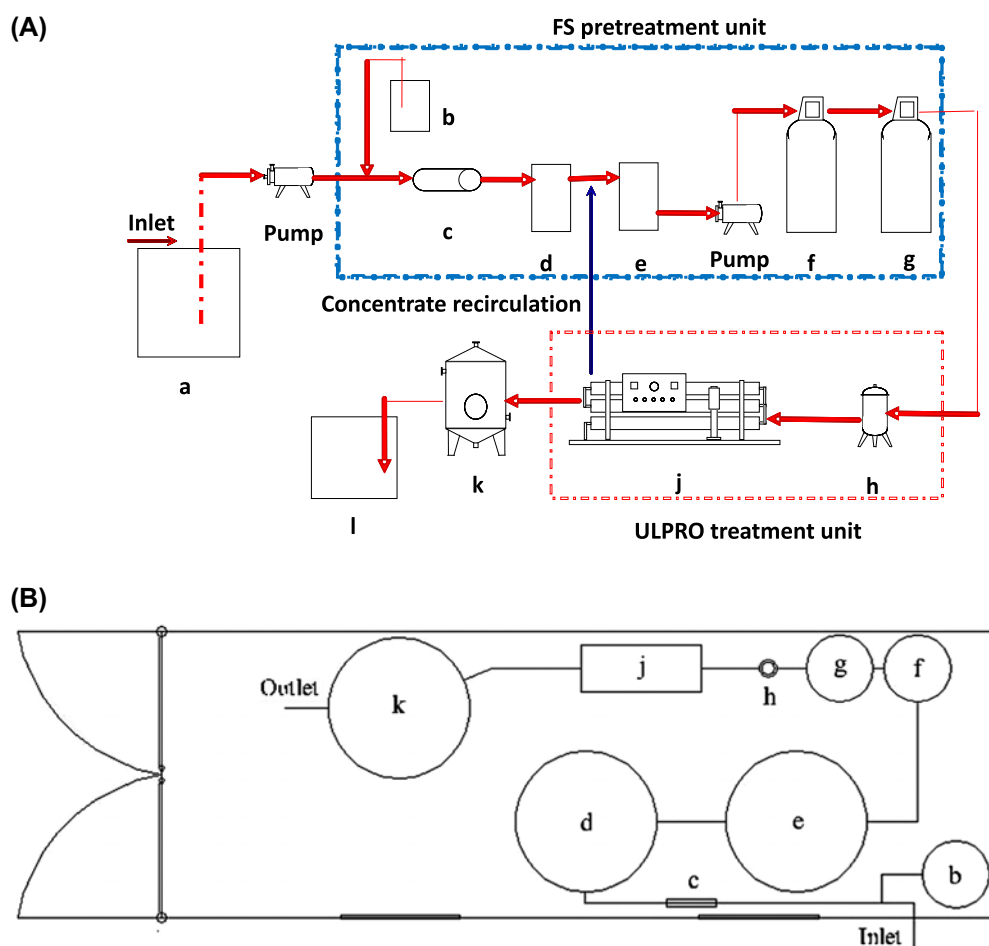 (A)
FS pretreatment unit
b
Inlet
Pump
c
d
e
Pump
f
g
Concentrate recirculation
a
k
j
h
l
ULPRO treatment unit
(B)
Outlet
k
j
h
g
f
d
e
c
b
Inlet